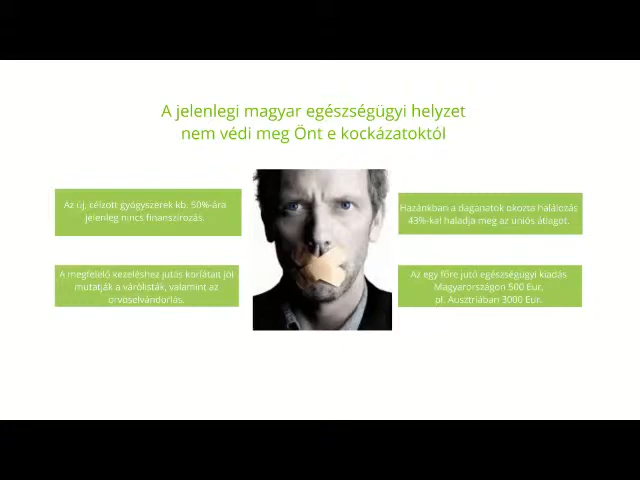 A jelenlegi magyar egészségügyi helyzet
nem védi meg Önt e kockázatoktól
Az új, célzott gyógyszerek kb. 50%-ára
jelenleg nincs finanszírozás.
Hazánkban a daganatok okozta halálozás
43%-kal haladja meg az uniós átlagot.
A megfelelő kezeléshez jutás korlátait jól
mutatják a várólisták, valamint az
orvoselvándorlás.
Az egy főre jutó egészségügyi kiadás
Magyarországon 500 Eur,
pl. Ausztriában 3000 Eur.